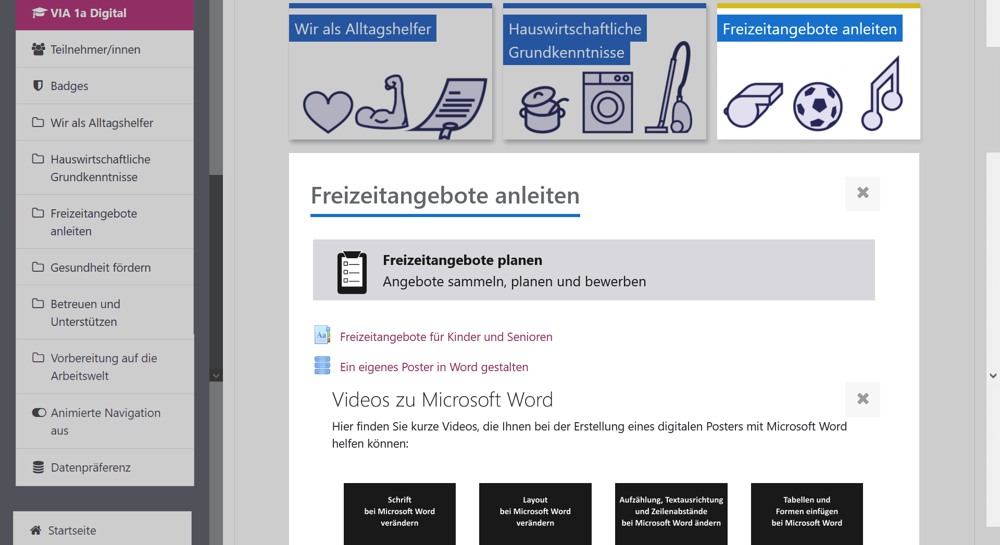 VIA 1a Digital
Teilnehmer/innen
Badges
Wir als Alltagshelfer
Hauswirtschaftliche
Grundkenntnisse
Freizeitangebote
anleiten
Gesundheit fördern
Betreuen und
Unterstützen
Vorbereitung auf die
Arbeitswelt
Animierte Navigation
aus
Datenpräferenz
Startseite
Wir als Alltagshelfer
Hauswirtschaftliche
Grundkenntnisse
Freizeitangebote anleiten
Freizeitangebote anleiten
Freizeitangebote planen
Angebote sammeln, planen und bewerben
Aa
Freizeitangebote für Kinder und Senioren
Ein eigenes Poster in Word gestalten
Videos zu Microsoft Word
Hier finden Sie kurze Videos, die Ihnen bei der Erstellung eines digitalen Posters mit Microsoft Word
helfen können:
Schrift
bei Microsoft Word
verändern
Layout
bei Microsoft Word
verändern
Aufzählung, Textausrichtung
und Zeilenabstände
bei Microsoft Word ändern
Tabellen und
Formen einfügen
bei Microsoft Word